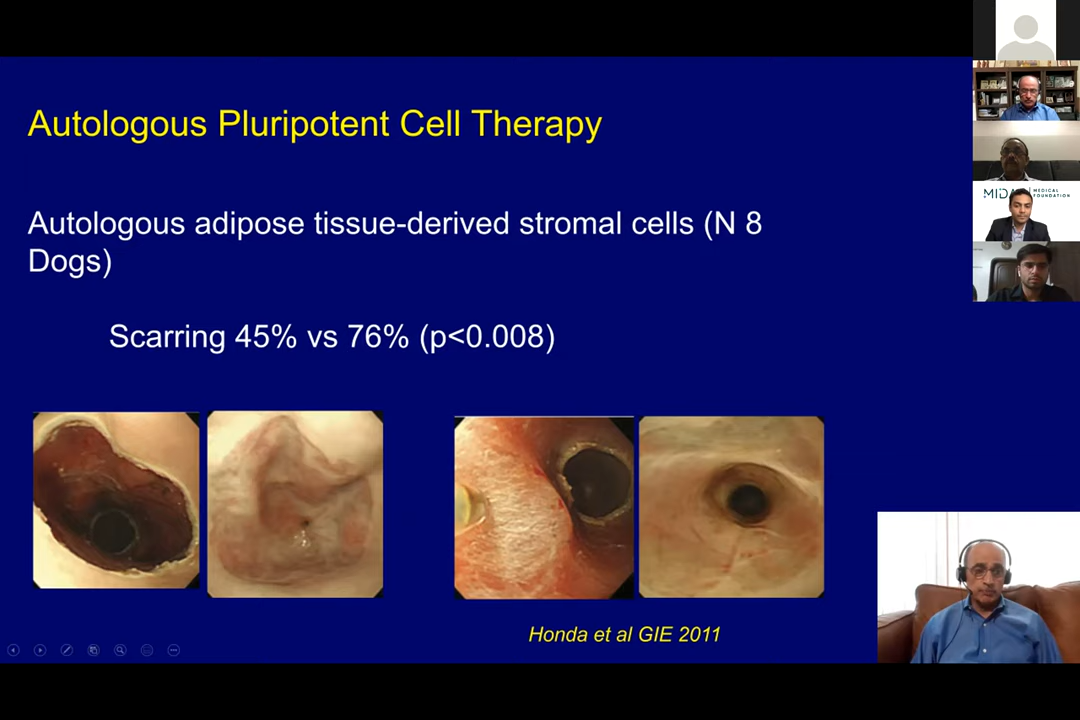 Autologous Pluripotent Cell Therapy
Autologous adipose tissue-derived stromal cells (N 8
Dogs)
Scarring 45% vs 76% (p<0.008)
Honda et al GIE 2011
MEDICAL
FOUNDATION